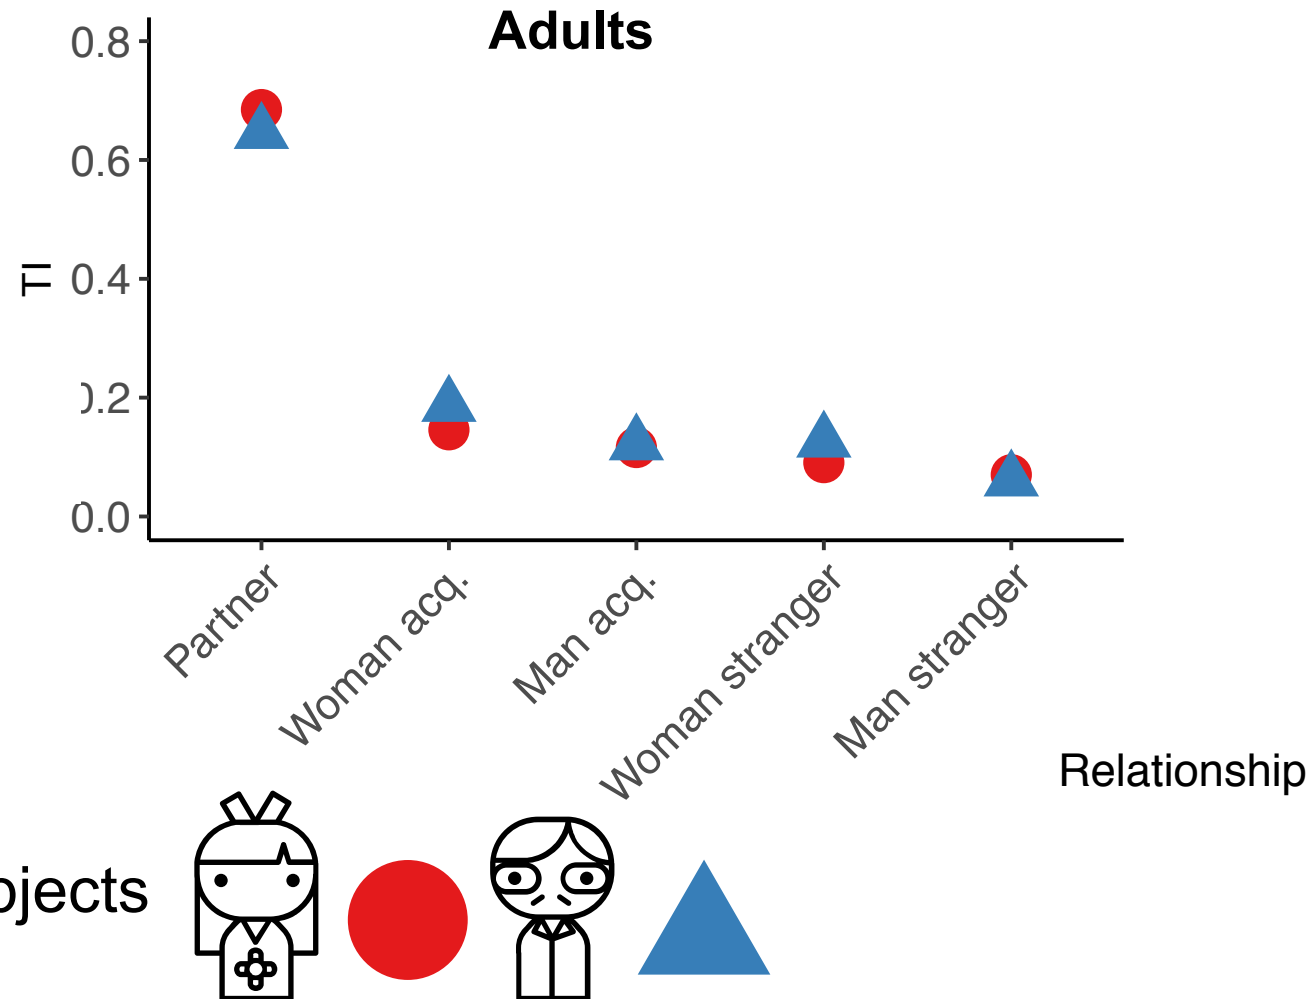 Adults
0.8
0.6
TI
0.4
0.2
0.0
Partner
Woman acq.
Man acq.
Woman stranger
Man stranger
Relationship